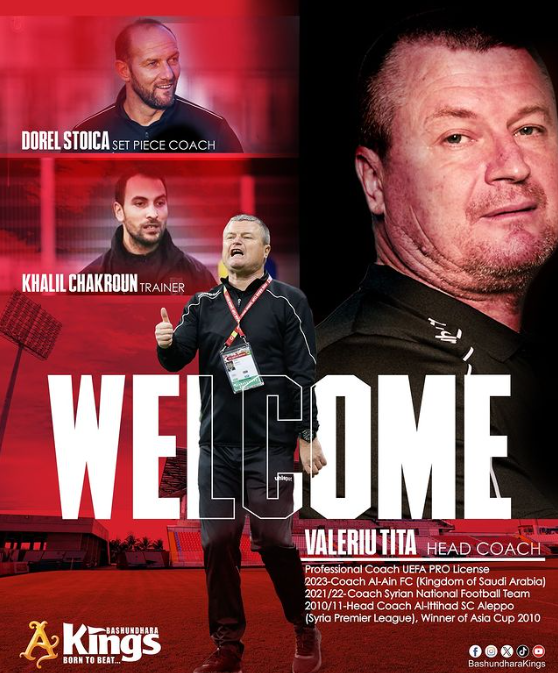 DOREL STOICA SET PIECE COACH
KHALIL CHAKROUN TRAINER
WELCOME
VALERIU TITA HEAD COACH
Professional Coach UEFA PRO License
2023-Coach Al-Ain FC (Kingdom of Saudi Arabia)
2021/22-Coach Syrian National Football Team
2010/11-Head Coach Al-Ittihad SC Aleppo
(Syria Premier League), Winner of Asia Cup 2010
BASHUNDHARA
Kings
BORN TO BEAT...
BashundharaKings